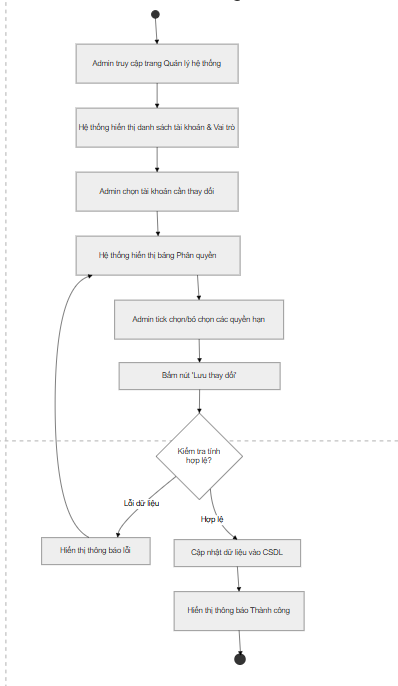 Admin truy cập trang Quản lý hệ thống
Hệ thống hiển thị danh sách tài khoản & Vai trò
Admin chọn tài khoản cần thay đổi
Hệ thống hiển thị bảng Phân quyền
Admin tick chọn/bỏ chọn các quyền hạn
Bấm nút 'Lưu thay đổi'
Kiểm tra tính
hợp lệ?
Lỗi dữ liệu
Hợp lệ
Hiển thị thông báo lỗi
Cập nhật dữ liệu vào CSDL
Hiển thị thông báo Thành công